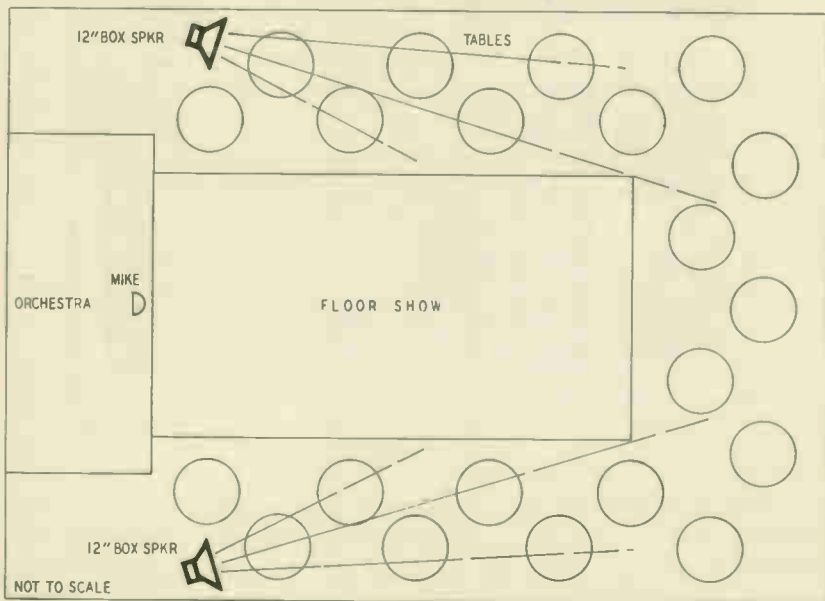 12" BOX SPKR
TABLES
MIKE
ORCHESTRA
FLOOR SHOW
12" BOX SPKR
NOT TO SCALE